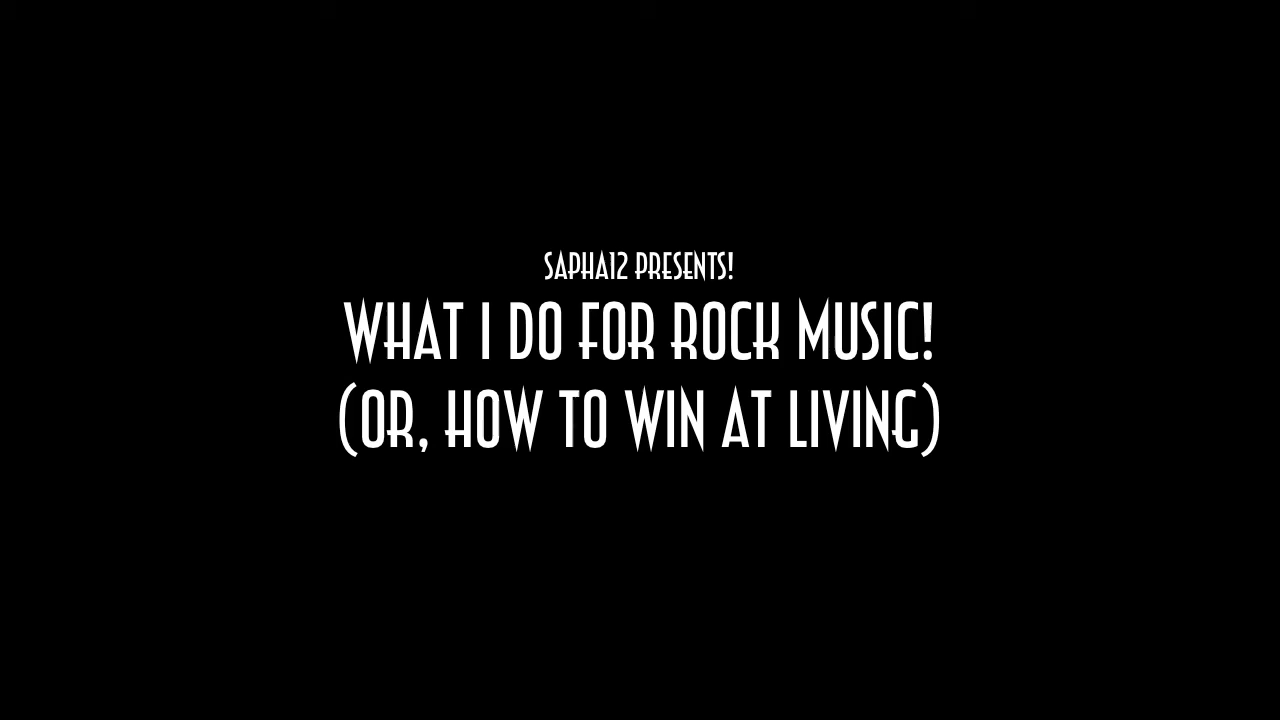 SAPHA12 PRESENTS!
WHAT I DO FOR ROCK MUSIC!
(OR, HOW TO WIN AT LIVING)